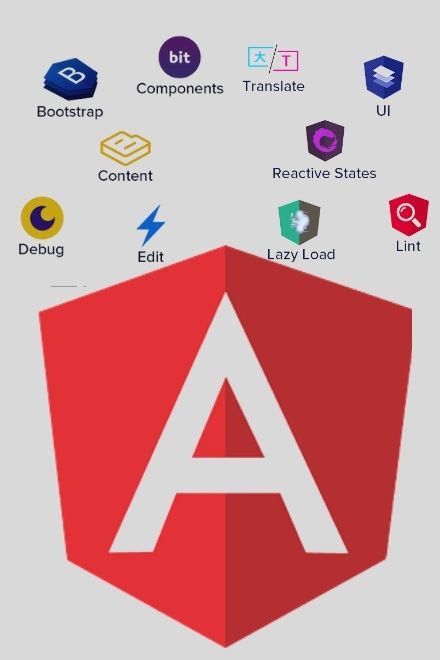 B
bit
Components
大/T
Translate
Bootstrap
UI
Content
Reactive States
Debug
Edit
Lazy Load
Lint
A